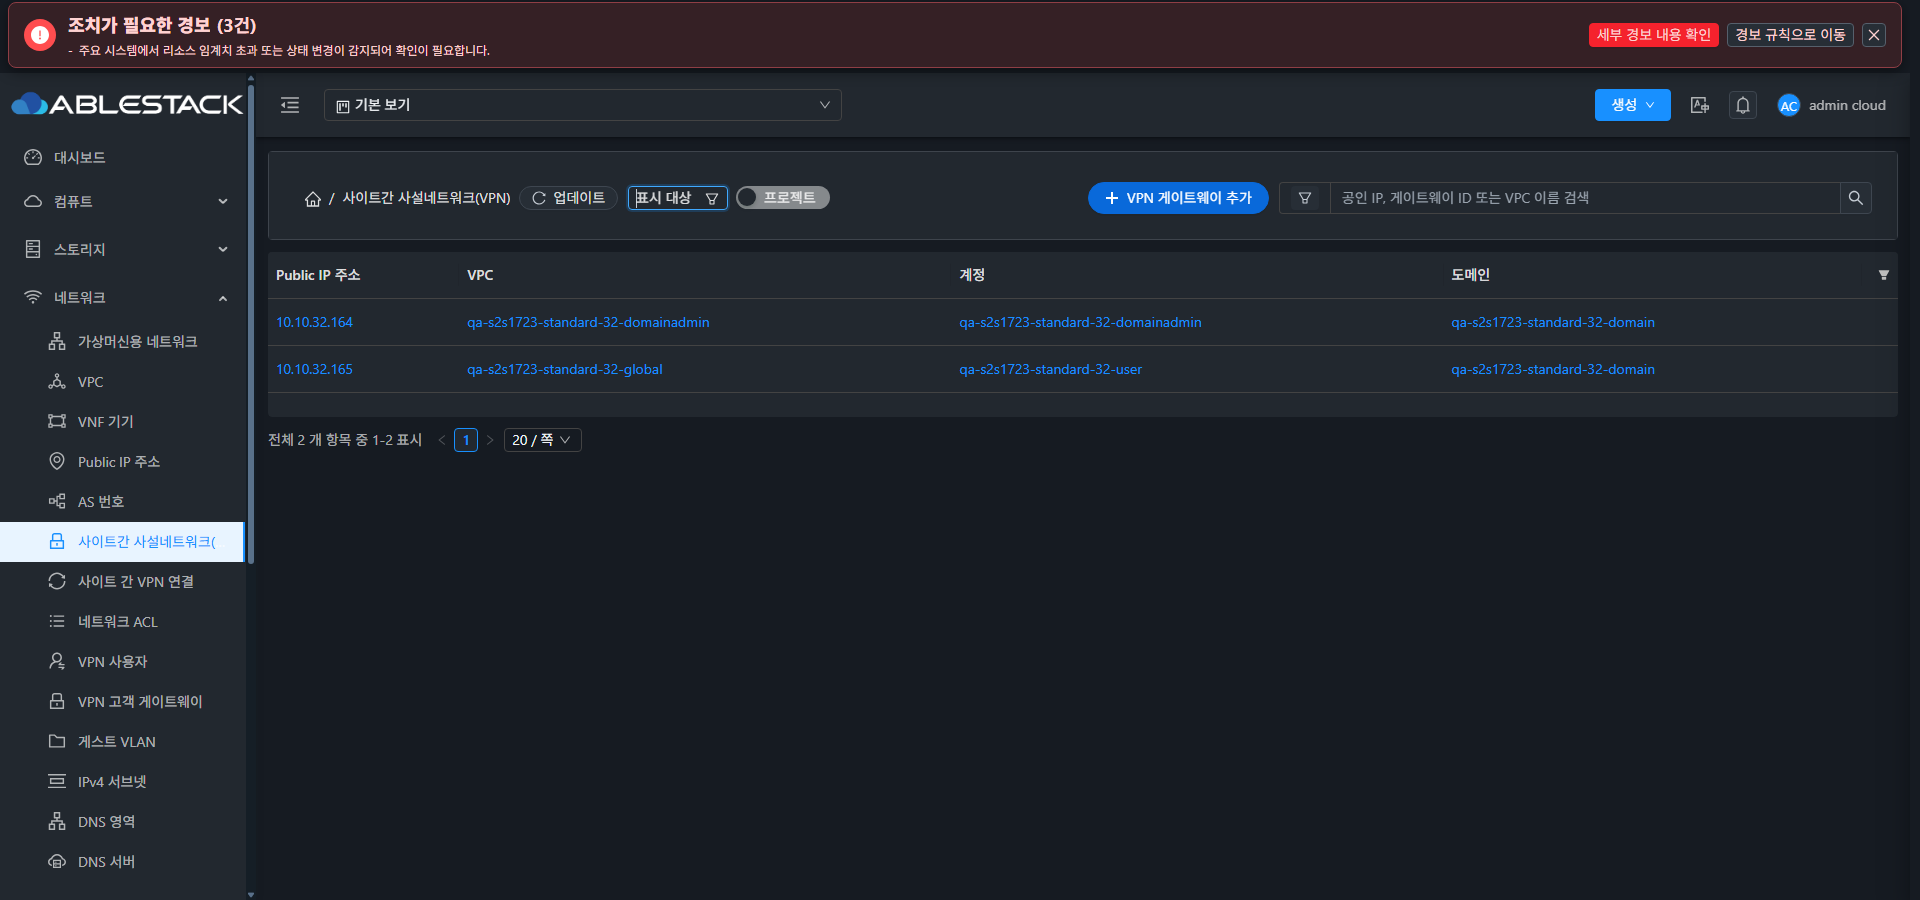 조치가 필요한 경보 (3건)
- 주요 시스템에서 리소스 임계치 초과 또는 상태 변경이 감지되어 확인이 필요합니다.
세부 경보 내용 확인
경보 규칙으로 이동
ABLESTACK
기본 보기
생성
AC
admin cloud
대시보드
컴퓨트
스토리지
네트워크
가상머신용 네트워크
VPC
VNF 기기
Public IP 주소
AS 번호
사이트간 사설네트워크(
사이트 간 VPN 연결
네트워크 ACL
VPN 사용자
VPN 고객 게이트웨이
게스트 VLAN
IPv4 서브넷
DNS 영역
DNS 서버
/ 사이트간 사설네트워크(VPN)
업데이트
표시 대상
프로젝트
+ VPN 게이트웨이 추가
공인 IP, 게이트웨이 ID 또는 VPC 이름 검색
Public IP 주소 VPC 계정 도메인
10.10.32.164 qa-s2s1723-standard-32-domainadmin qa-s2s1723-standard-32-domainadmin qa-s2s1723-standard-32-domain
10.10.32.165 qa-s2s1723-standard-32-global qa-s2s1723-standard-32-user qa-s2s1723-standard-32-domain
전체 2 개 항목 중 1-2 표시 < 1 > 20 / 쪽